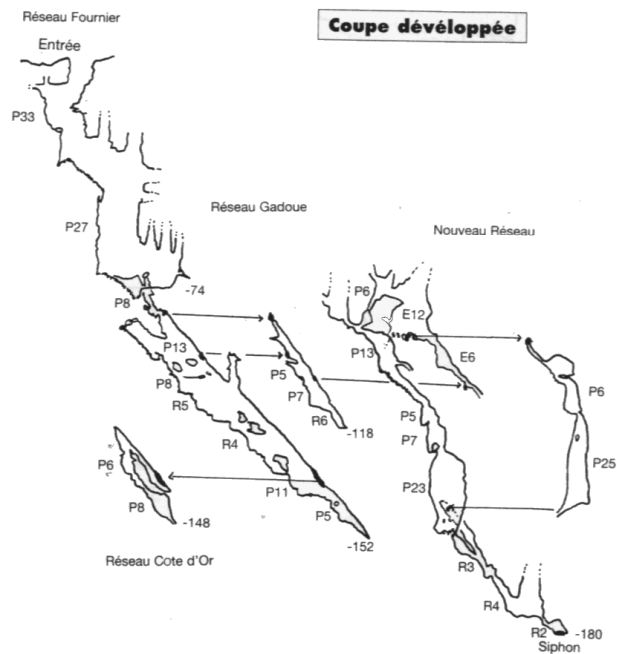 Réseau Fournier
Coupe dévéloppée
Entrée
P33
Réseau Gadoue
P27
Nouveau Réseau
-74
P8
P6
E12
P13
P13
E6
P8
P5
P6
R5
P7
P5
R6
-118
R4
P7
P6
P25
P11
P23
P8
P5
-148
-152
Réseau Cote d'Or
R3
R4
R2
-180
Siphon